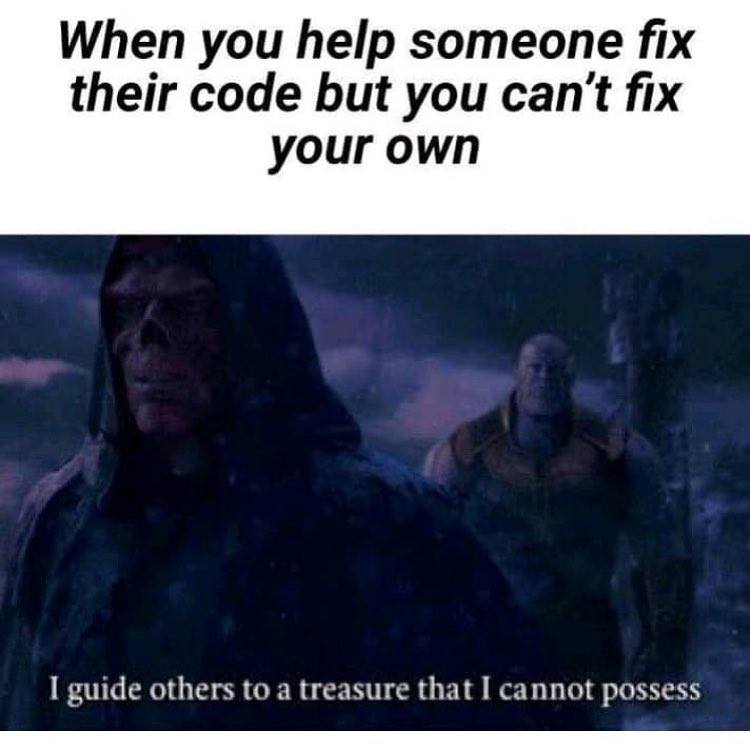 When you help someone fix
their code but you can't fix
your own
I guide others to a treasure that I cannot possess